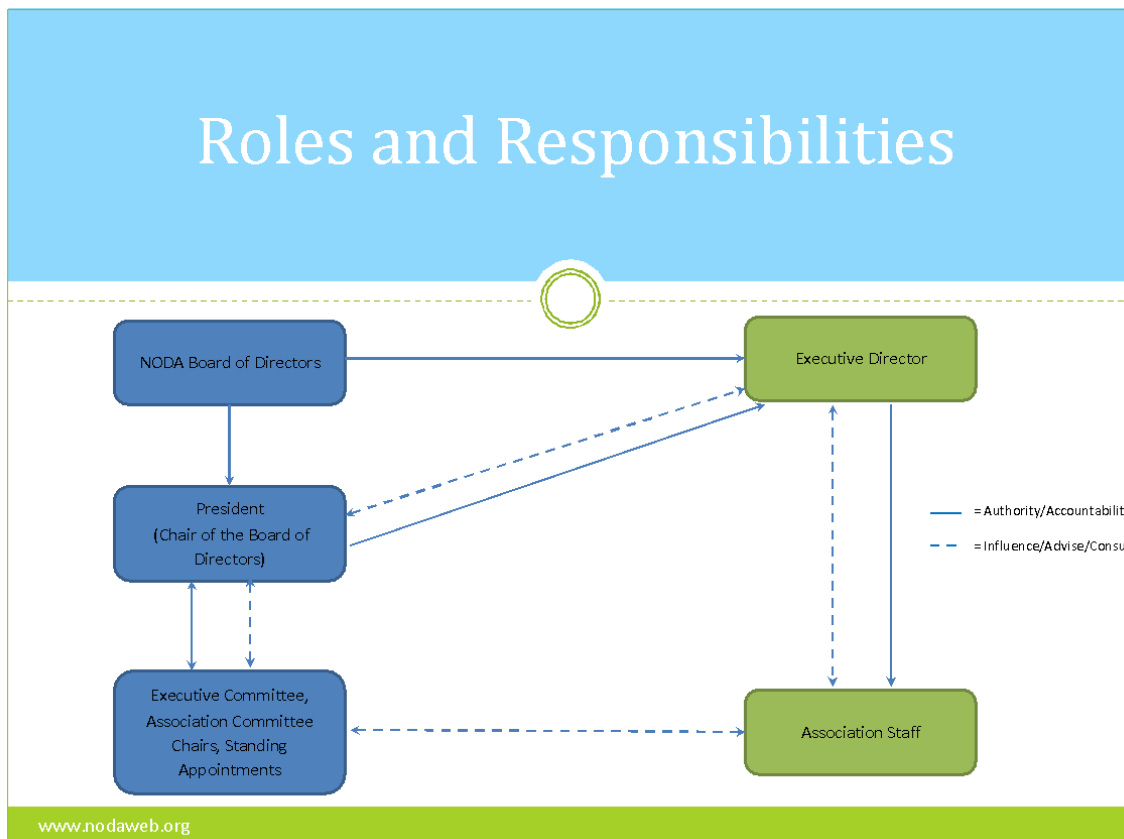 Roles and Responsibilities
NODA Board of Directors
Executive Director
President
(Chair of the Board of
Directors)
= Authority/Accountabilit
= Influence/Advise/Consu
Executive Committee,
Association Committee
Chairs, Standing
Appointments
Association Staff
www.nodaweb.org